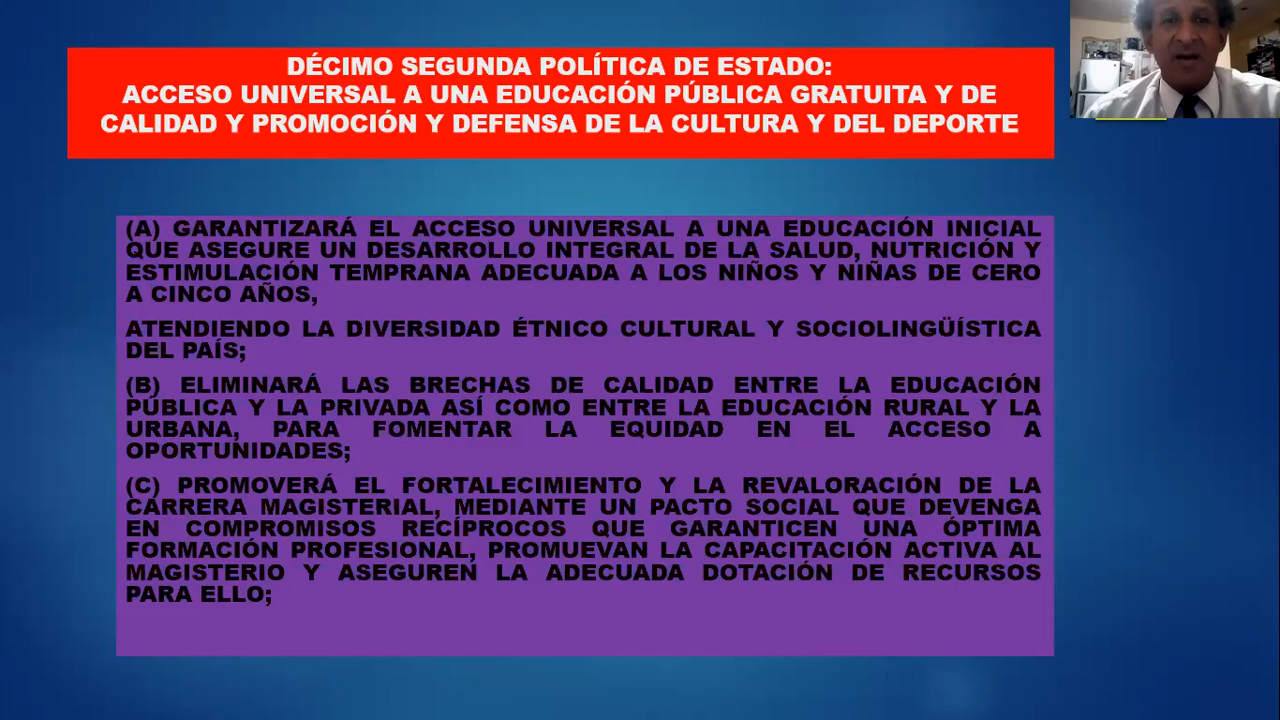 DÉCIMO SEGUNDA POLÍTICA DE ESTADO:
ACCESO UNIVERSAL A UNA EDUCACIÓN PÚBLICA GRATUITA Y DE
CALIDAD Y PROMOCIÓN Y DEFENSA DE LA CULTURA Y DEL DEPORTE
(A) GARANTIZARÁ EL ACCESO UNIVERSAL A UNA EDUCACIÓN INICIAL
QUE ASEGURE UN DESARROLLO INTEGRAL DE LA SALUD, NUTRICIÓN Y
ESTIMULACIÓN TEMPRANA ADECUADA A LOS NIÑOS Y NIÑAS DE CERO
A CINCO AÑOS,
ATENDIENDO LA DIVERSIDAD ÉTNICO CULTURAL Y SOCIOLINGÜÍSTICA
DEL PAÍS;
(B) ELIMINARÁ LAS BRECHAS DE CALIDAD ENTRE LA EDUCACIÓN
PÚBLICA Y LA PRIVADA ASÍ COMO ENTRE LA EDUCACIÓN RURAL Y LA
URBANA, PARA FOMENTAR LA EQUIDAD EN EL ACCESO A
OPORTUNIDADES;
(C) PROMOVERÁ EL FORTALECIMIENTO Y LA REVALORACIÓN DE LA
CARRERA MAGISTERIAL, MEDIANTE UN PACTO SOCIAL QUE DEVENGA
EN COMPROMISOS RECÍPROCOS QUE GARANTICEN UNA ÓPTIMA
FORMACIÓN PROFESIONAL, PROMUEVAN LA CAPACITACIÓN ACTIVA AL
MAGISTERIO Y ASEGUREN LA ADECUADA DOTACIÓN DE RECURSOS
PARA ELLO;